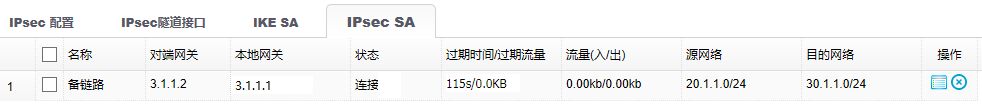 IPsec 配置 IPsec隧道接口 IKE SA IPsec SA
名称 对端网关 本地网关 状态 过期时间/过期流量 流量(入/出) 源网络 目的网络 操作
1 备链路 3.1.1.2 3.1.1.1 连接 115s/0.0KB 0.00kb/0.00kb 20.1.1.0/24 30.1.1.0/24